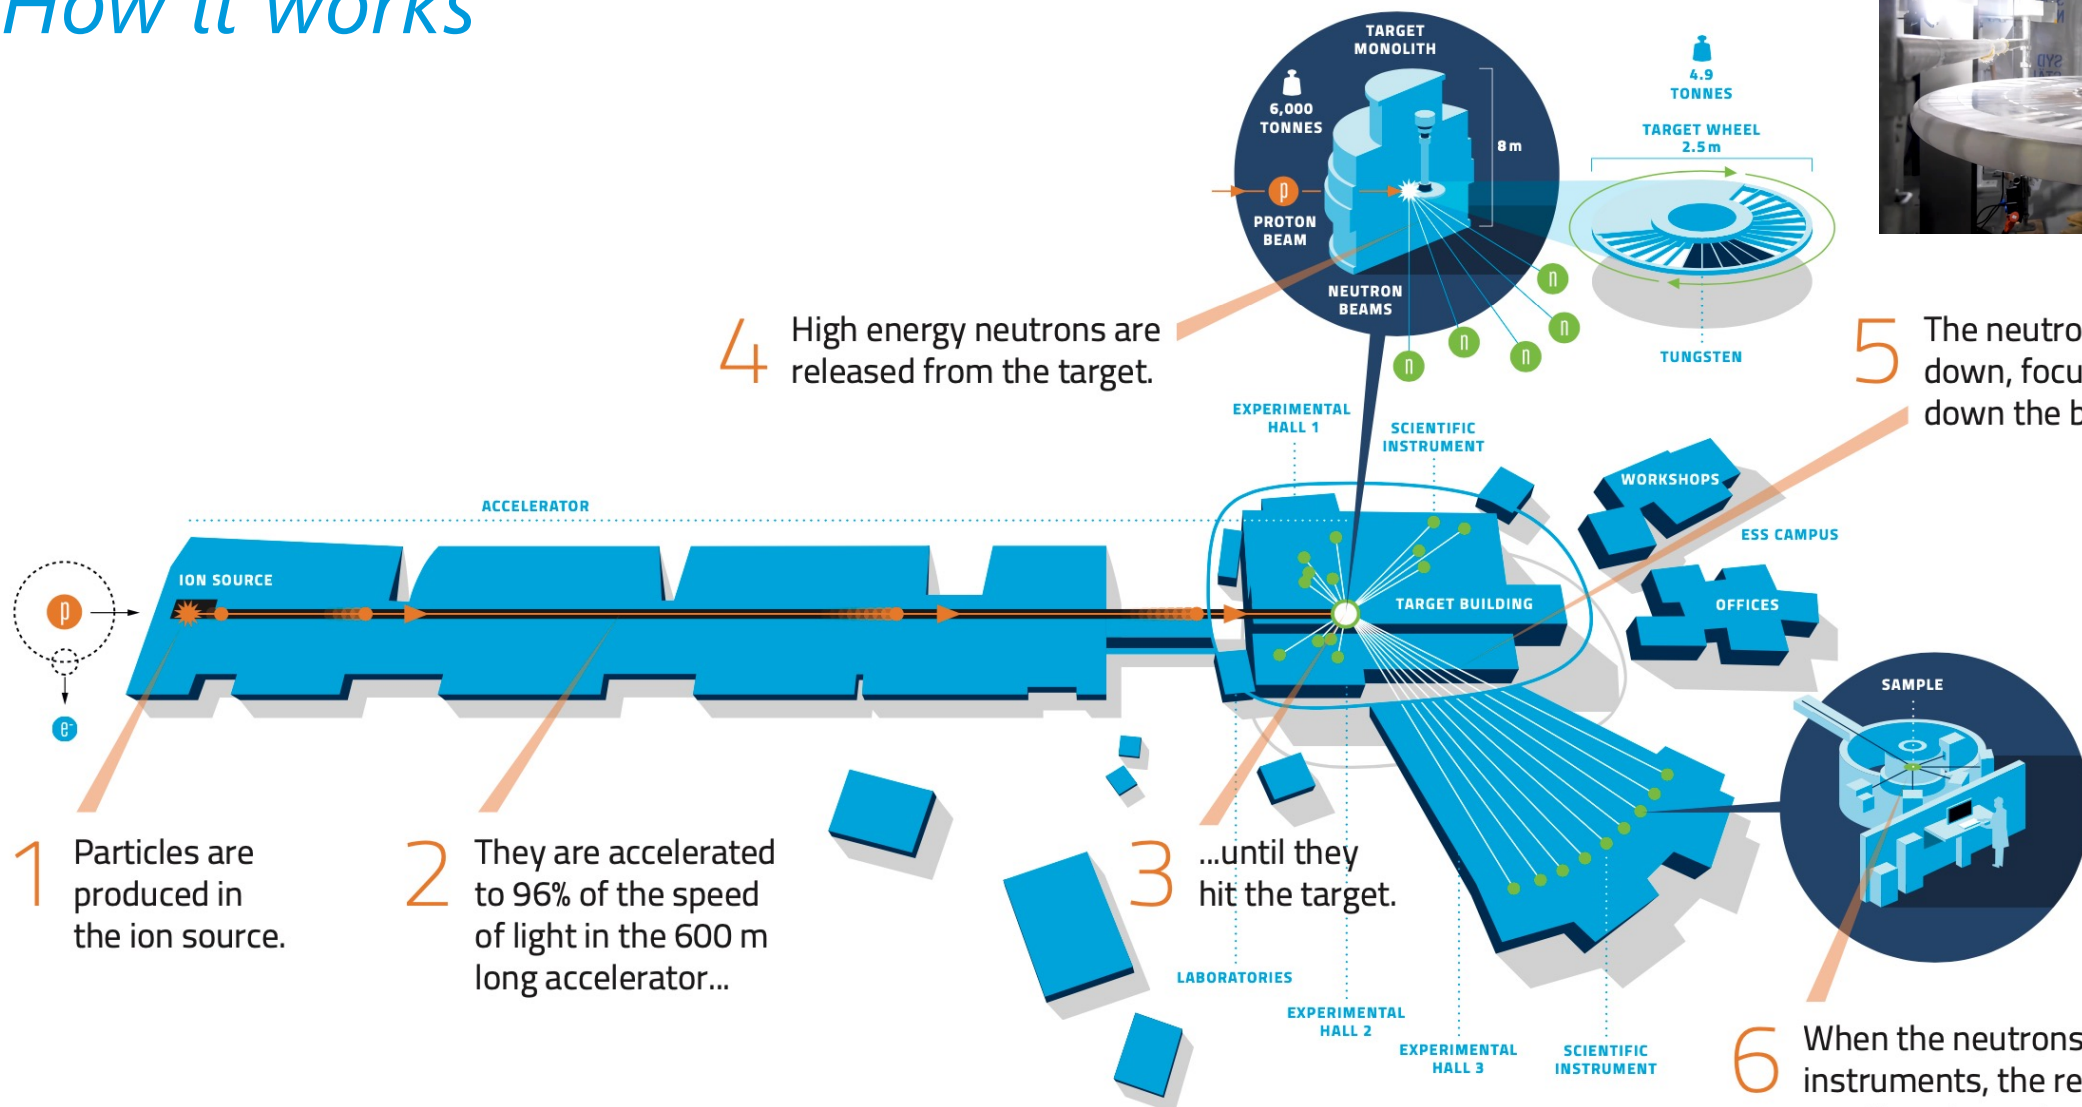 How it works
TARGET
MONOLITH
6,000
TONNES
8 m
p
PROTON
BEAM
NEUTRON
BEAMS
n
n
n
n
n
4.9
TONNES
TARGET WHEEL
2.5 m
TUNGSTEN
4
High energy neutrons are
released from the target.
5
The neutro
down, focu
down the b
EXPERIMENTAL
HALL 1
SCIENTIFIC
INSTRUMENT
ACCELERATOR
WORKSHOPS
ESS CAMPUS
ION SOURCE
p
e-
TARGET BUILDING
OFFICES
SAMPLE
1
Particles are
produced in
the ion source.
2
They are accelerated
to 96% of the speed
of light in the 600 m
long accelerator...
3
...until they
hit the target.
LABORATORIES
EXPERIMENTAL
HALL 2
EXPERIMENTAL
HALL 3
SCIENTIFIC
INSTRUMENT
6
When the neutrons
instruments, the re